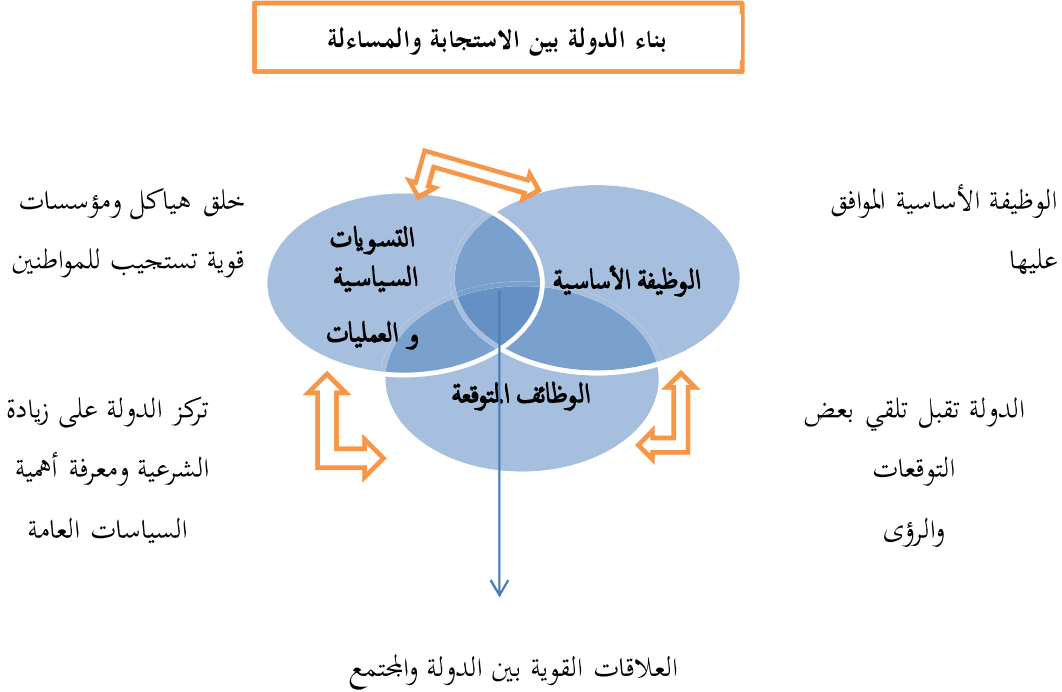 بناء الدولة بين الاستجابة والمساءلة
الوظيفة الأساسية الموافق
عليها
خلق هياكل ومؤسسات
قوية تستجيب للمواطنين
التسويات
السياسية
و العمليات
الوظيفة الأساسية
الوظائف المتوقعة
الدولة تقبل تلقي بعض
التوقعات
والرؤى
تركز الدولة على زيادة
الشرعية ومعرفة أهمية
السياسات العامة
العلاقات القوية بين الدولة والمجتمع